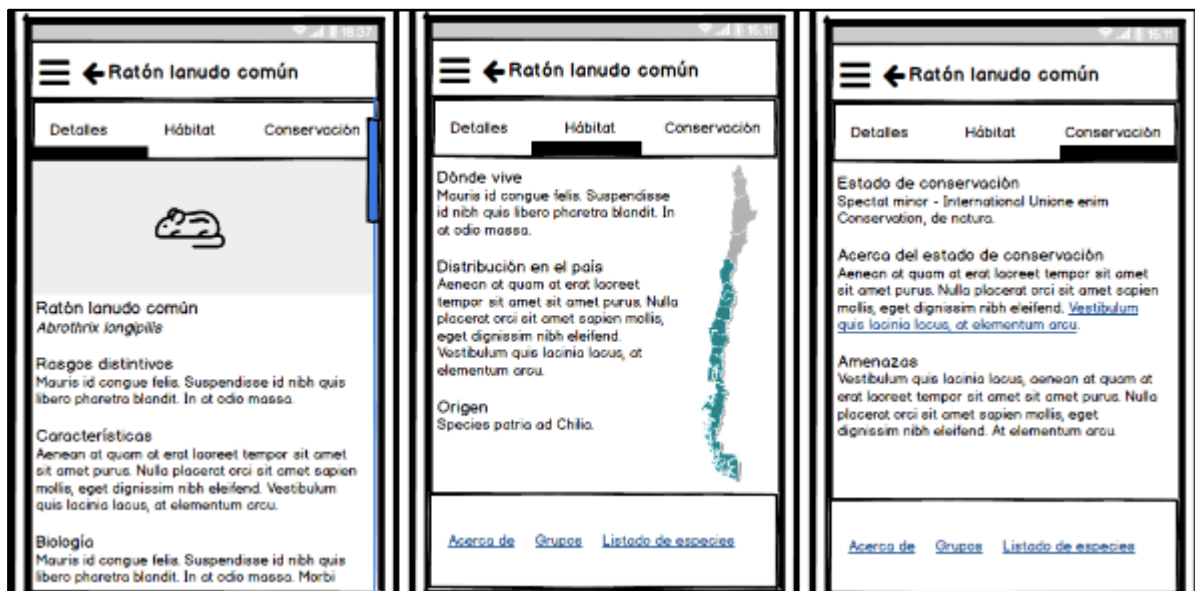 18:37
Ratón lanudo común
Detalles Hábitat Conservación
Ratón lanudo común
Abrothrix longipilis
Rasgos distintivos
Mauris id congue felis. Suspendisse id nibh quis
libero pharetra blandit. In at odio massa.
Características
Aenean at quam at erat laoreet tempor sit amet
sit amet purus. Nulla placerat orci sit amet sapien
mollis, eget dignissim nibh eleifend. Vestibulum
quis lacinia lacus, at elementum arcu.
Biología
Mauris id congue felis. Suspendisse id nibh quis
libero pharetra blandit. In at odio massa. Morbi
15:11
Ratón lanudo común
Detalles Hábitat Conservación
Dónde vive
Mauris id congue felis. Suspendisse
id nibh quis libero pharetra blandit. In
at odio massa.
Distribución en el país
Aenean at quam at erat laoreet
tempor sit amet sit amet purus. Nulla
placerat orci sit amet sapien mollis,
eget dignissim nibh eleifend.
Vestibulum quis lacinia lacus, at
elementum arcu.
Origen
Species patria ad Chilia.
Acerca de Grupos Listado de especies
15:11
Ratón lanudo común
Detalles Hábitat Conservación
Estado de conservación
Spectat minor - International Unione enim
Conservation, de natura.
Acerca del estado de conservación
Aenean at quam at erat laoreet tempor sit amet
sit amet purus. Nulla placerat orci sit amet sapien
mollis, eget dignissim nibh eleifend. Vestibulum
quis lacinia lacus, at elementum arcu.
Amenazas
Vestibulum quis lacinia lacus, aenean at quam at
erat laoreet tempor sit amet sit amet purus. Nulla
placerat orci sit amet sapien mollis, eget
dignissim nibh eleifend. At elementum arcu.
Acerca de Grupos Listado de especies